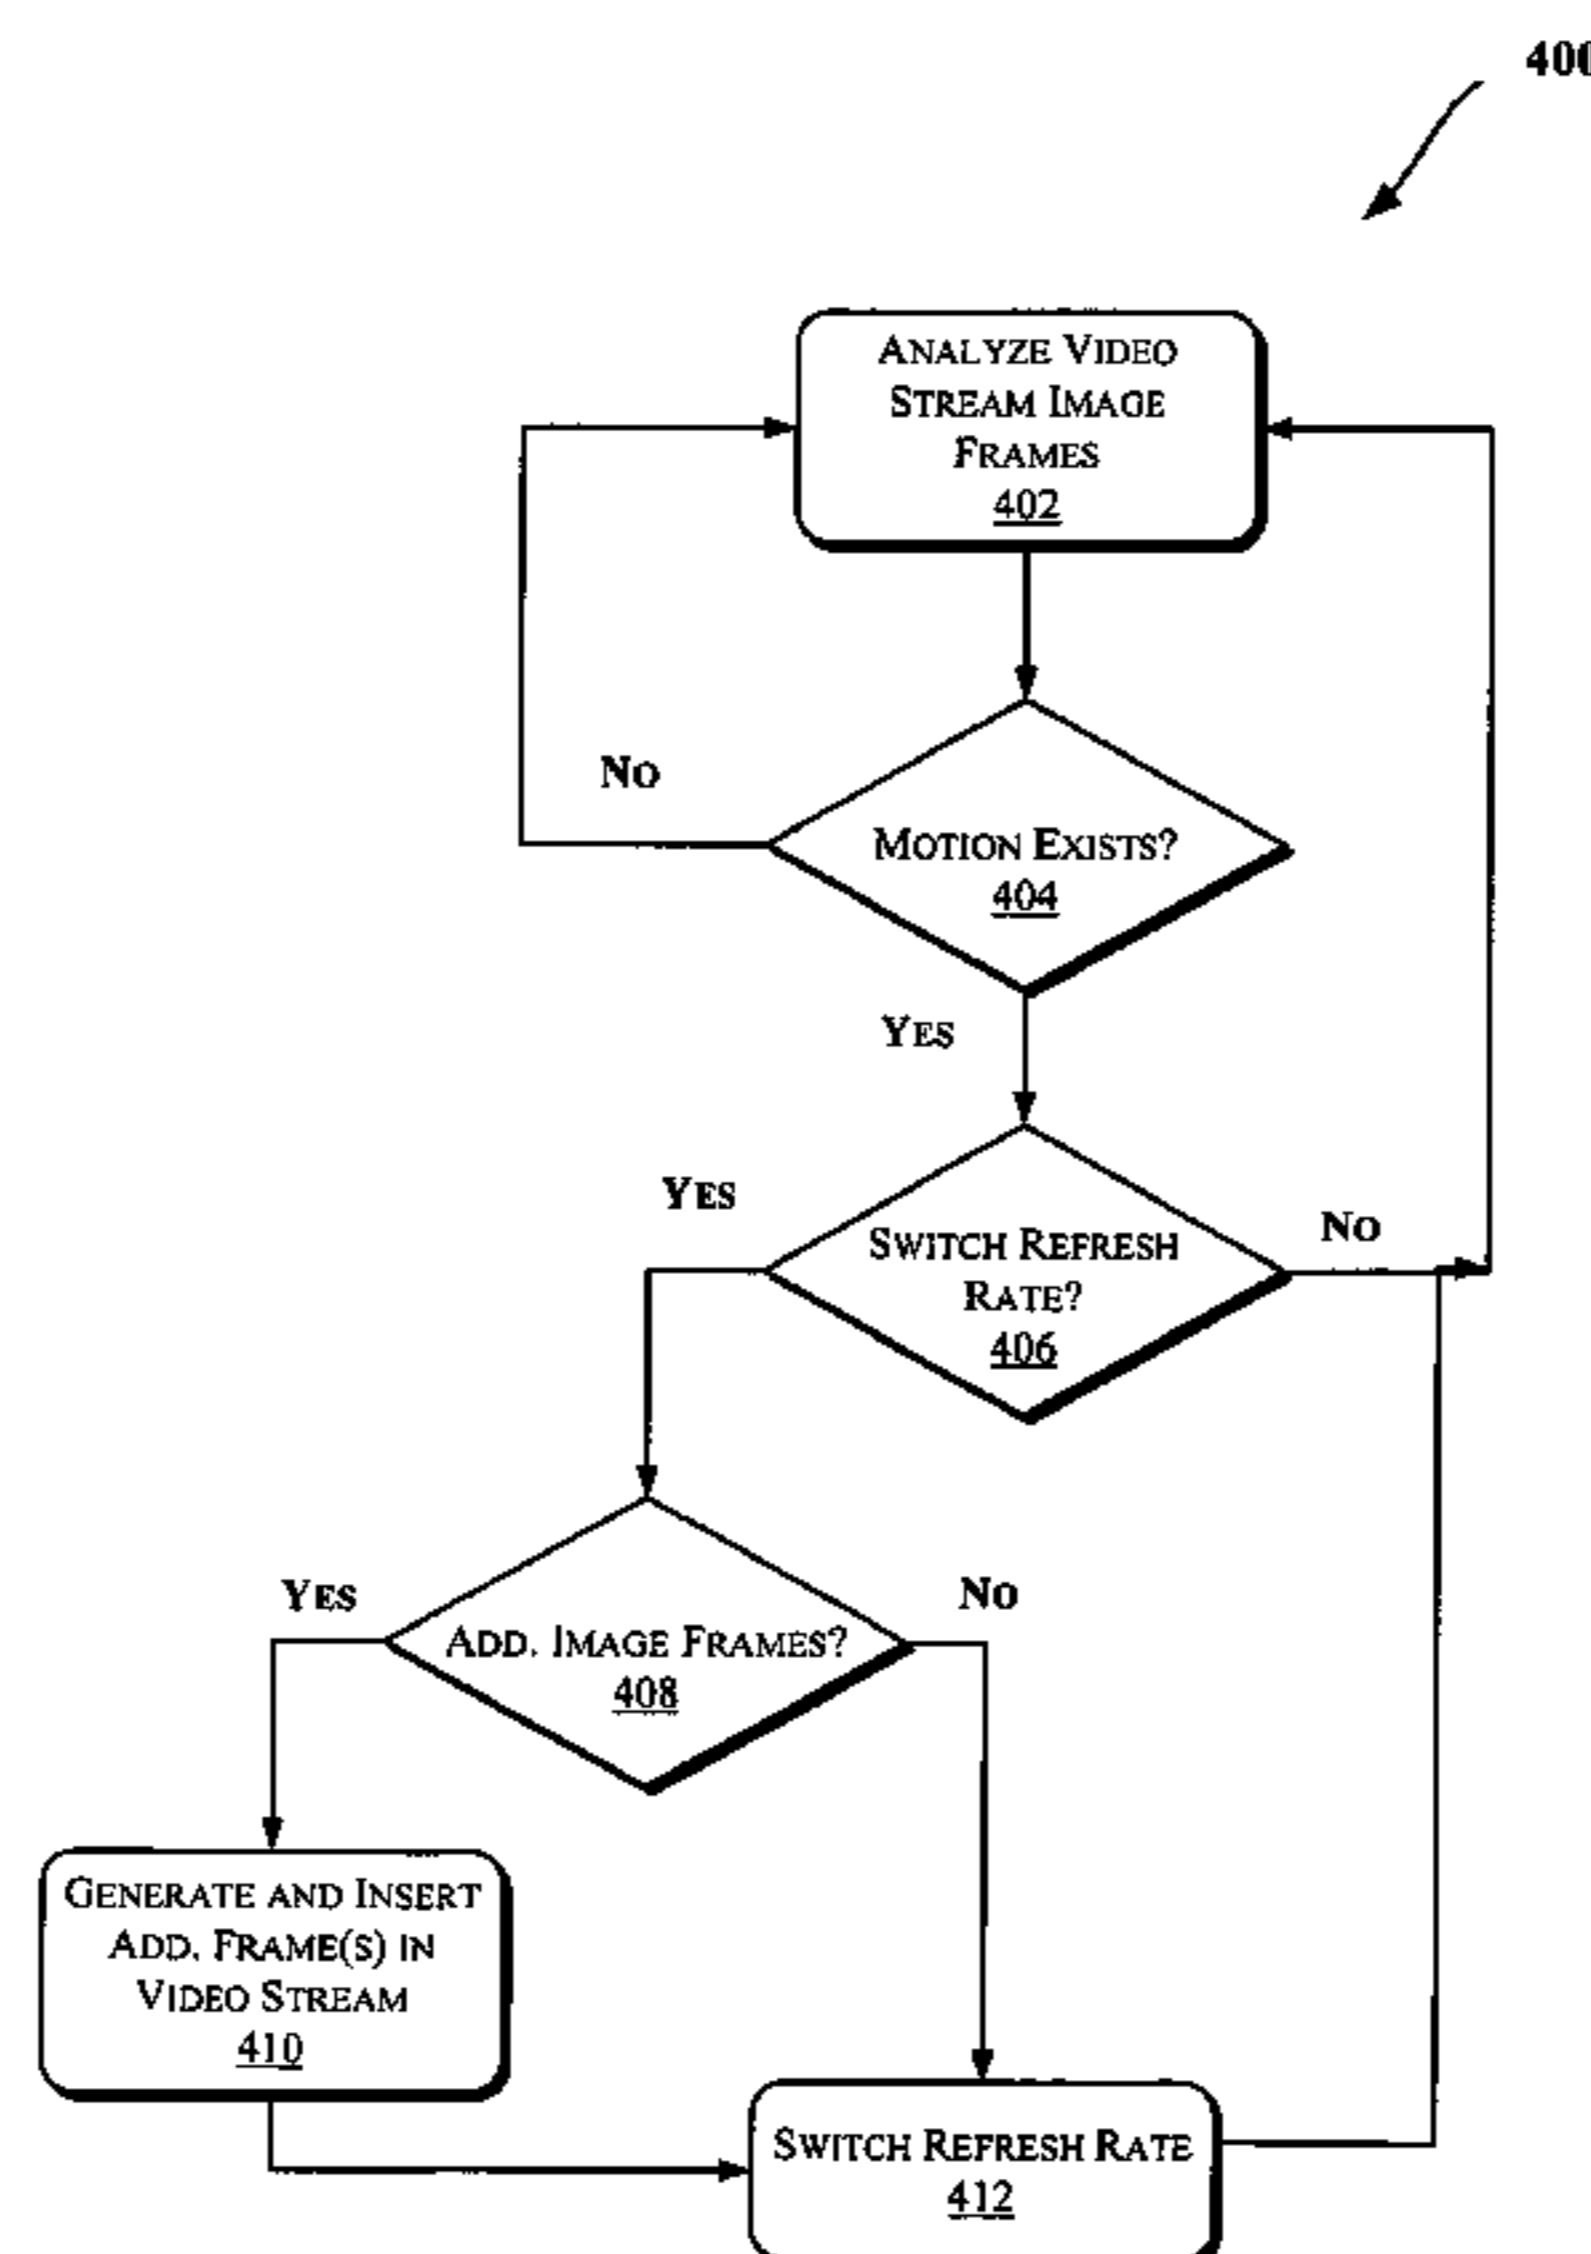 400
ANALYZE VIDEO
STREAM IMAGE
FRAMES
402
NO
MOTION EXISTS?
404
YES
YES
SWITCH REFRESH
RATE?
406
NO
YES
ADD. IMAGE FRAMES?
408
NO
GENERATE AND INSERT
ADD. FRAME(S) IN
VIDEO STREAM
410
SWITCH REFRESH RATE
412